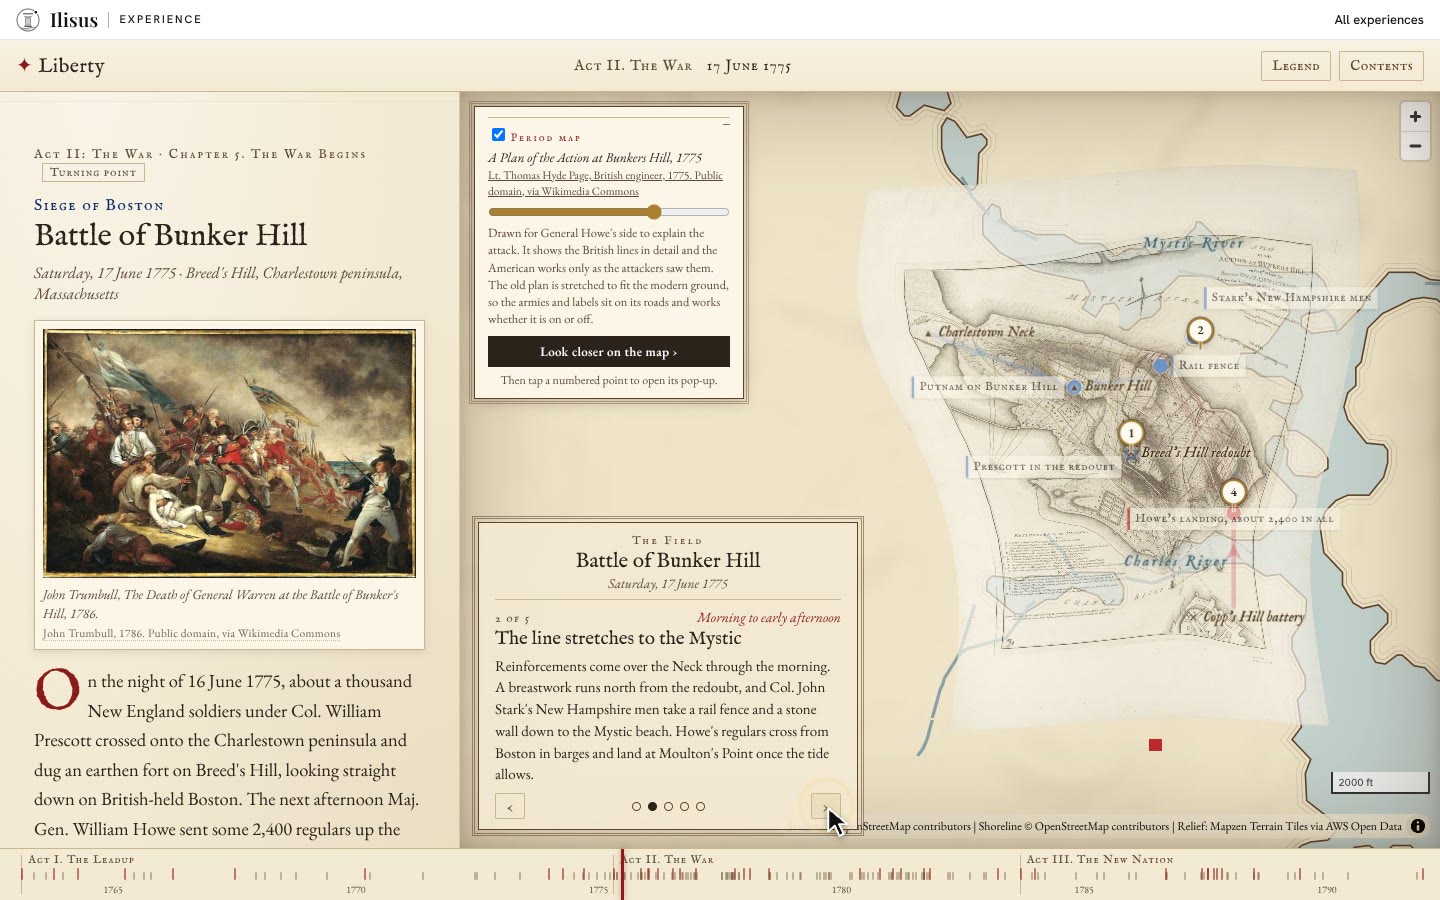 Ilisus EXPERIENCE
All experiences
Liberty
Act II. The War 17 June 1775
Legend
Contents
Act II: The War · Chapter 5. The War Begins
Turning point
Siege of Boston
Battle of Bunker Hill
Saturday, 17 June 1775 · Breed's Hill, Charlestown peninsula,
Massachusetts
John Trumbull, The Death of General Warren at the Battle of Bunker's
Hill, 1786.
John Trumbull, 1786. Public domain, via Wikimedia Commons
On the night of 16 June 1775, about a thousand
New England soldiers under Col. William
Prescott crossed onto the Charlestown peninsula and
dug an earthen fort on Breed's Hill, looking straight
down on British-held Boston. The next afternoon Maj.
Gen. William Howe sent some 2,400 regulars up the
–
Period map
A Plan of the Action at Bunkers Hill, 1775
Lt. Thomas Hyde Page, British engineer, 1775. Public
domain, via Wikimedia Commons
Drawn for General Howe's side to explain the
attack. It shows the British lines in detail and the
American works only as the attackers saw them.
The old plan is stretched to fit the modern ground,
so the armies and labels sit on its roads and works
whether it is on or off.
Look closer on the map ›
Then tap a numbered point to open its pop-up.
The Field
Battle of Bunker Hill
Saturday, 17 June 1775
2 of 5
Morning to early afternoon
The line stretches to the Mystic
Reinforcements come over the Neck through the morning.
A breastwork runs north from the redoubt, and Col. John
Stark's New Hampshire men take a rail fence and a stone
wall down to the Mystic beach. Howe's regulars cross from
Boston in barges and land at Moulton's Point once the tide
allows.
‹
+
−
Mystic River
Stark's New Hampshire men
2
Charlestown Neck
Rail fence
Putnam on Bunker Hill
Bunker Hill
1
Breed's Hill redoubt
Prescott in the redoubt
4
Howe's landing, about 2,400 in all
Charles River
Copp's Hill battery
2000 ft
nStreetMap contributors | Shoreline © OpenStreetMap contributors | Relief: Mapzen Terrain Tiles via AWS Open Data
Act I. The Leadup
Act II. The War
Act III. The New Nation
1765
1770
1775
1780
1785
1790